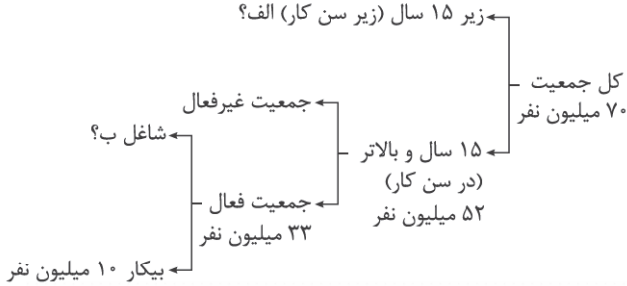 زیر ۱۵ سال (زیر سن کار) الف؟
کل جمعیت
۷۰ میلیون نفر
جمعیت غیرفعال
۱۵ سال و بالاتر
(در سن کار)
۵۲ میلیون نفر
شاغل ب؟
جمعیت فعال
۳۳ میلیون نفر
بیکار ۱۰ میلیون نفر